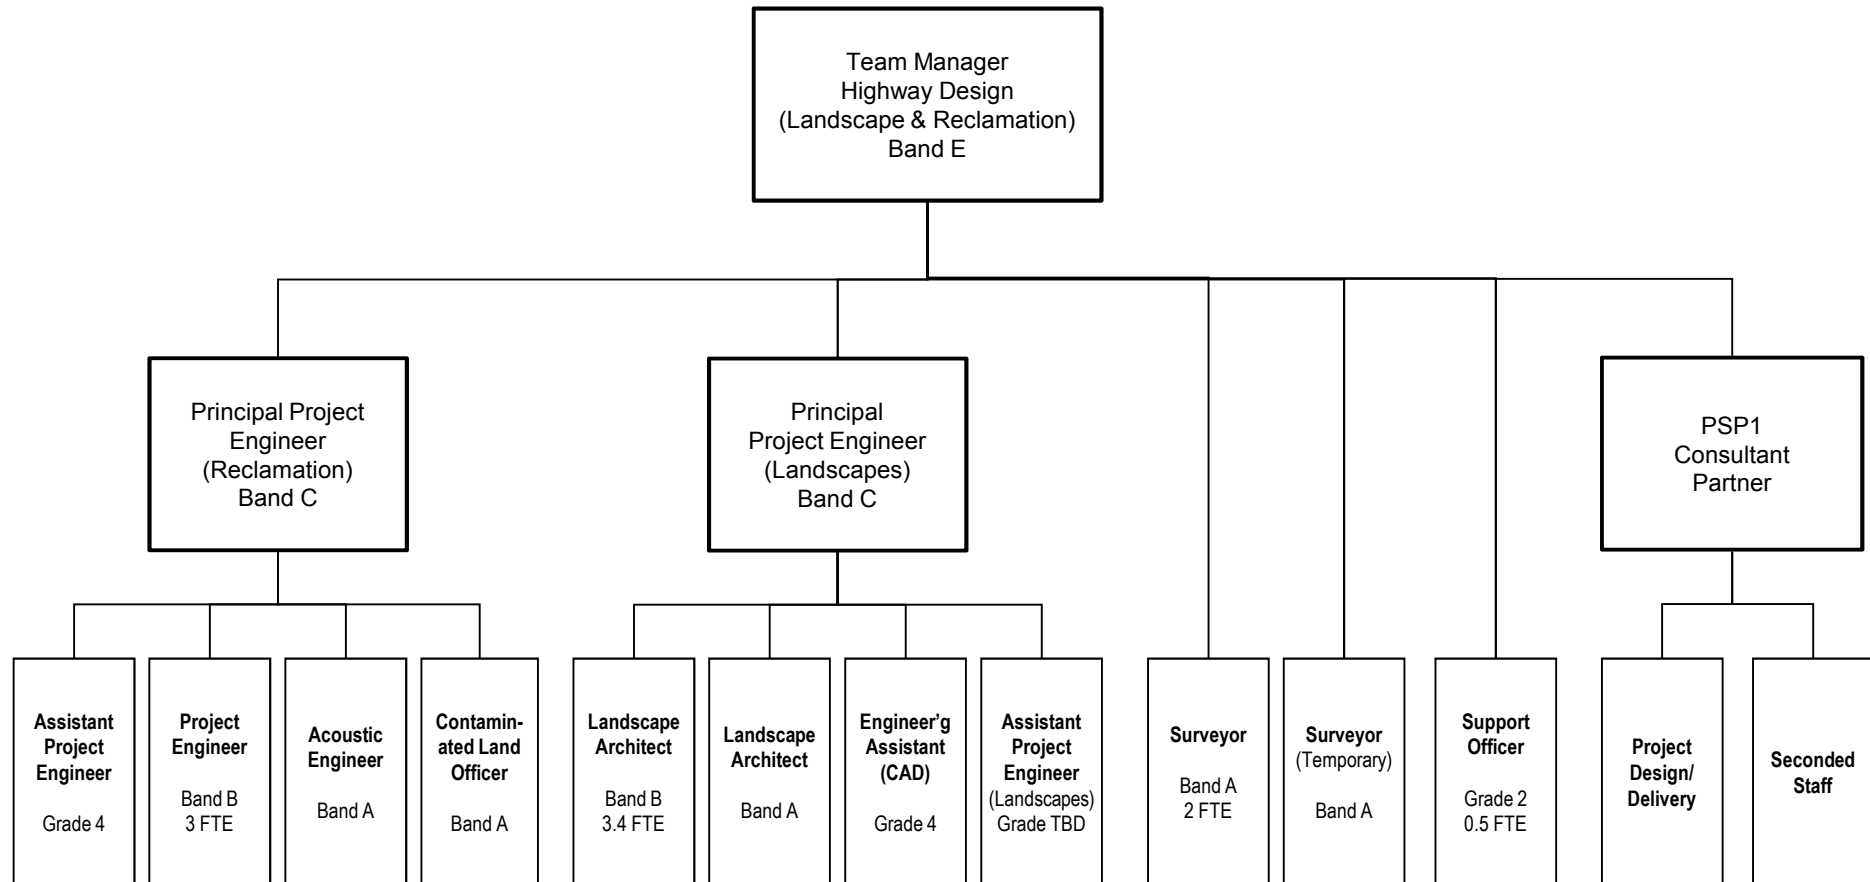 Team Manager
Highway Design
(Landscape & Reclamation)
Band E
Principal Project
Engineer
(Reclamation)
Band C
Principal
Project Engineer
(Landscapes)
Band C
PSP1
Consultant
Partner
Assistant
Project
Engineer
Grade 4
Project
Engineer
Band B
3 FTE
Acoustic
Engineer
Band A
Contamin-
ated Land
Officer
Band A
Landscape
Architect
Band B
3.4 FTE
Landscape
Architect
Band A
Engineer’g
Assistant
(CAD)
Grade 4
Assistant
Project
Engineer
(Landscapes)
Grade TBD
Surveyor
Band A
2 FTE
Surveyor
(Temporary)
Band A
Support
Officer
Grade 2
0.5 FTE
Project
Design/
Delivery
Seconded
Staff